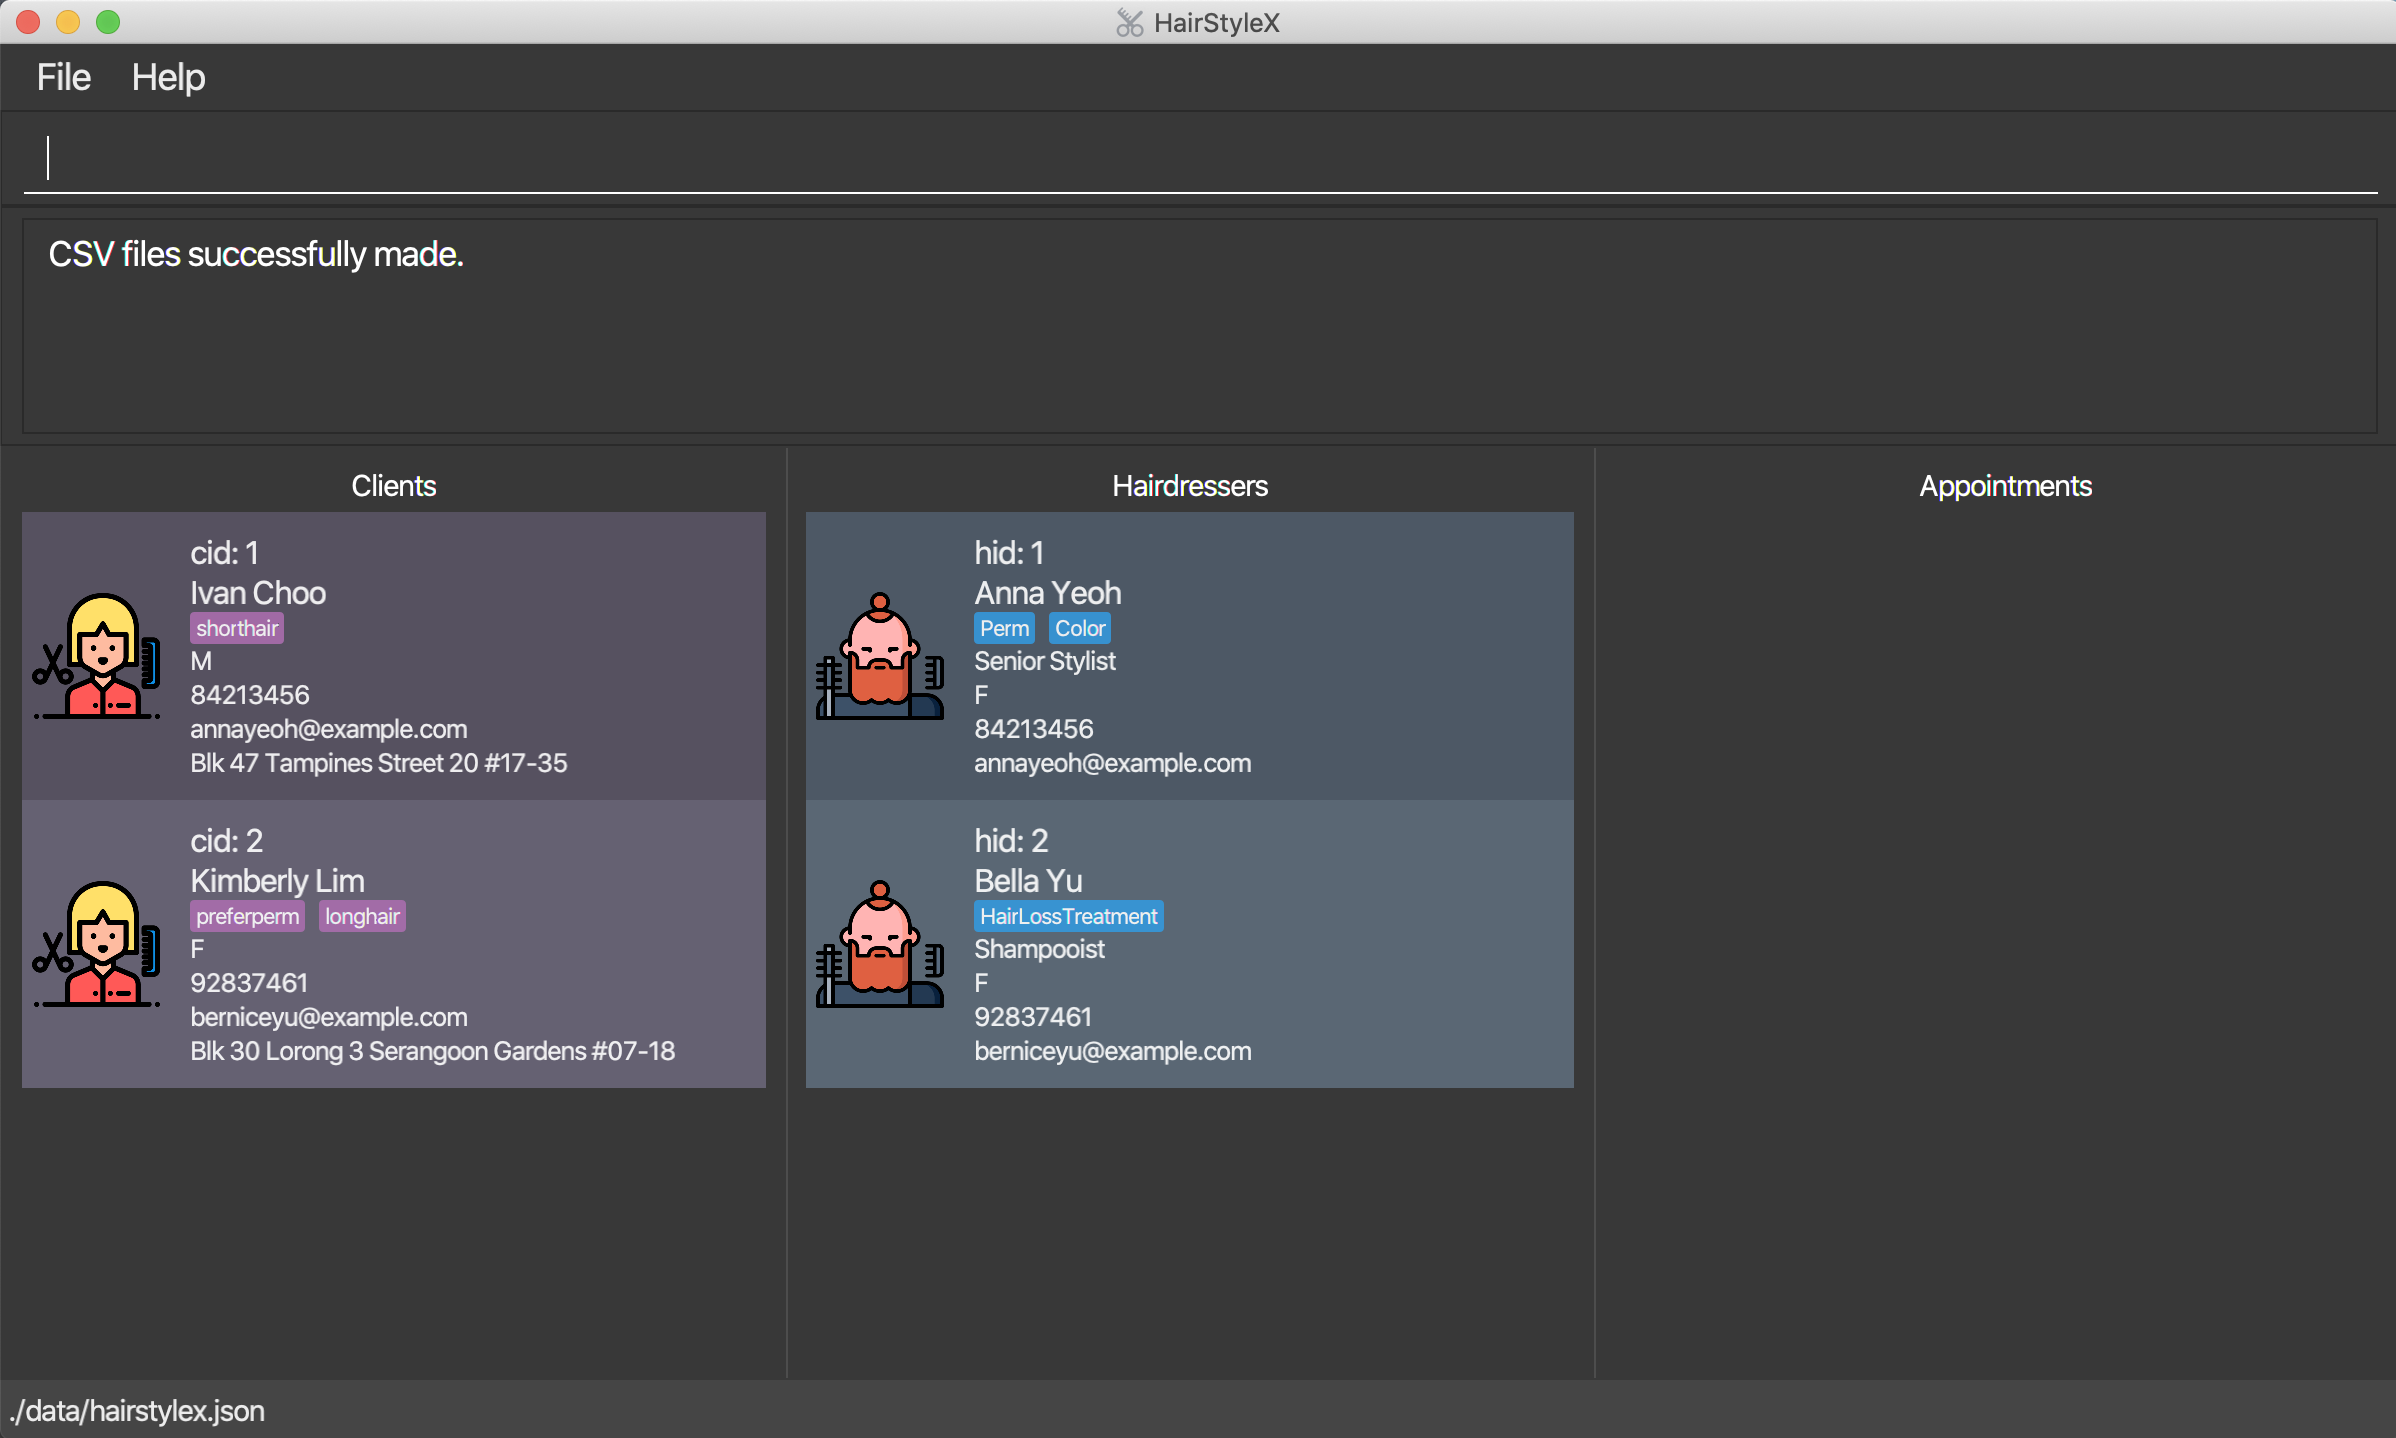 HairStyleX
File Help
CSV files successfully made.
Clients
cid: 1
Ivan Choo
shorthair
M
84213456
annayeoh@example.com
Blk 47 Tampines Street 20 #17-35
cid: 2
Kimberly Lim
preferperm longhair
F
92837461
berniceyu@example.com
Blk 30 Lorong 3 Serangoon Gardens #07-18
Hairdressers
hid: 1
Anna Yeoh
Perm Color
Senior Stylist
F
84213456
annayeoh@example.com
hid: 2
Bella Yu
HairLossTreatment
Shampooist
F
92837461
berniceyu@example.com
Appointments
./data/hairstylex.json